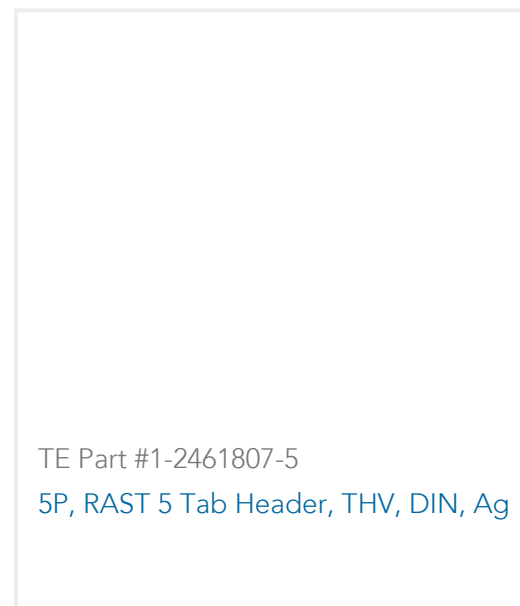 TE Part #1-2461807-5
5P, RAST 5 Tab Header, THV, DIN, Ag